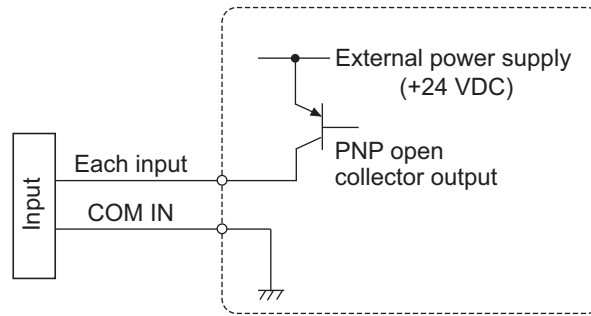 External power supply
(+24 VDC)
PNP open
collector output
Each input
COM IN
Input